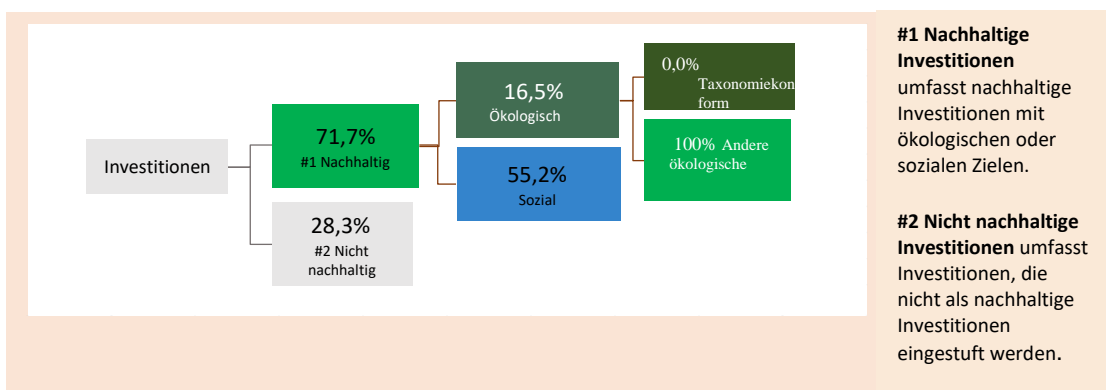 Investitionen
71,7%
#1 Nachhaltig
28,3%
#2 Nicht
nachhaltig
16,5%
Ökologisch
55,2%
Sozial
0,0%
Taxonomiekon
form
100% Andere
ökologische
#1 Nachhaltige
Investitionen
umfasst nachhaltige
Investitionen mit
ökologischen oder
sozialen Zielen.
#2 Nicht nachhaltige
Investitionen umfasst
Investitionen, die
nicht als nachhaltige
Investitionen
eingestuft werden.